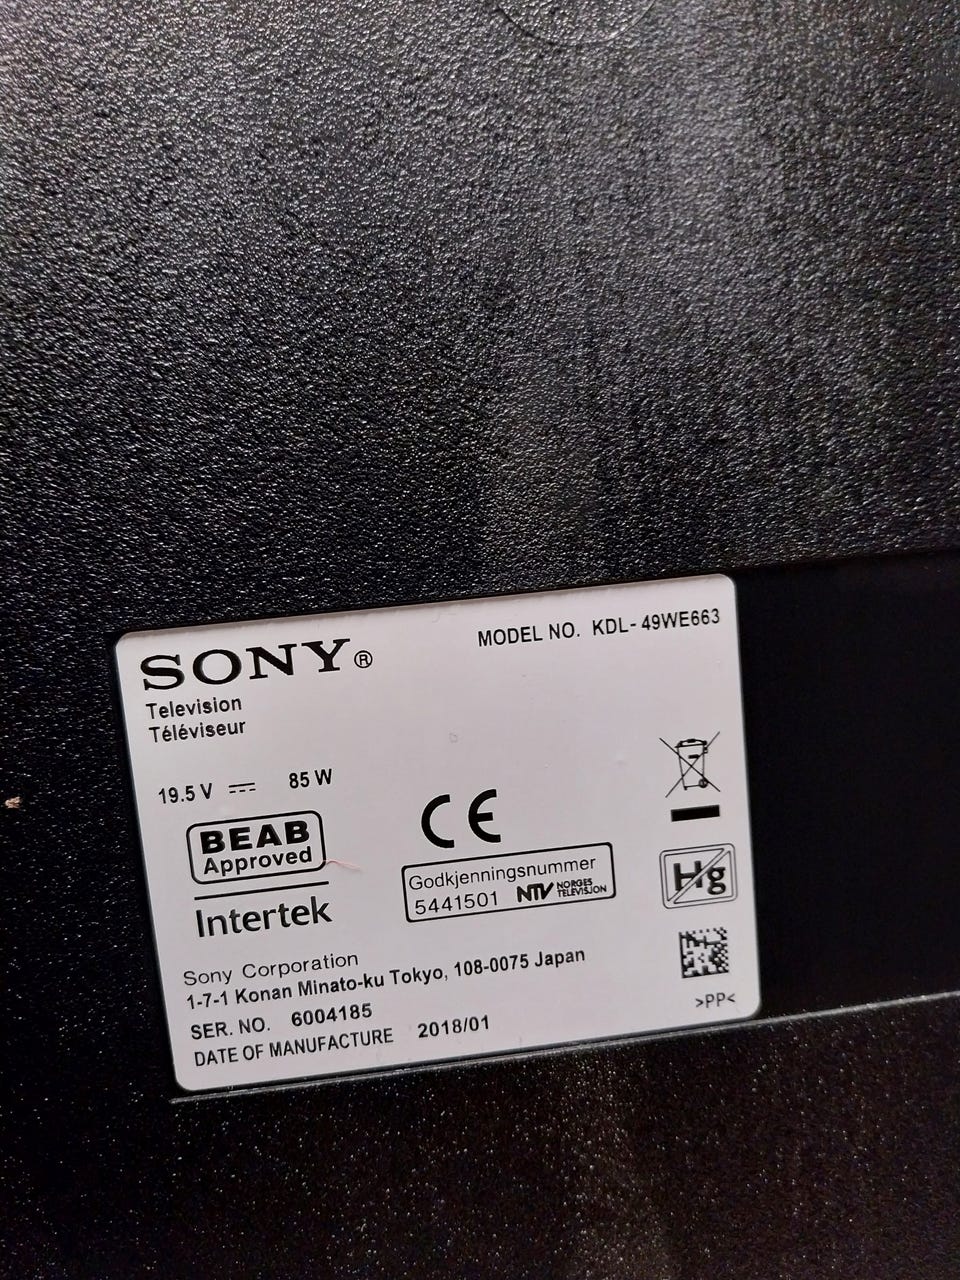 SONY®
MODEL NO. KDL-49WE663
Television
Téléviseur
19.5 V 85 W
BEAB
Approved
Intertek
CE
Godkjenningsnummer
5441501 NTV NORGES
TELEVISJON
Hg
Sony Corporation
1-7-1 Konan Minato-ku Tokyo, 108-0075 Japan
SER. NO. 6004185
DATE OF MANUFACTURE 2018/01
>PP<